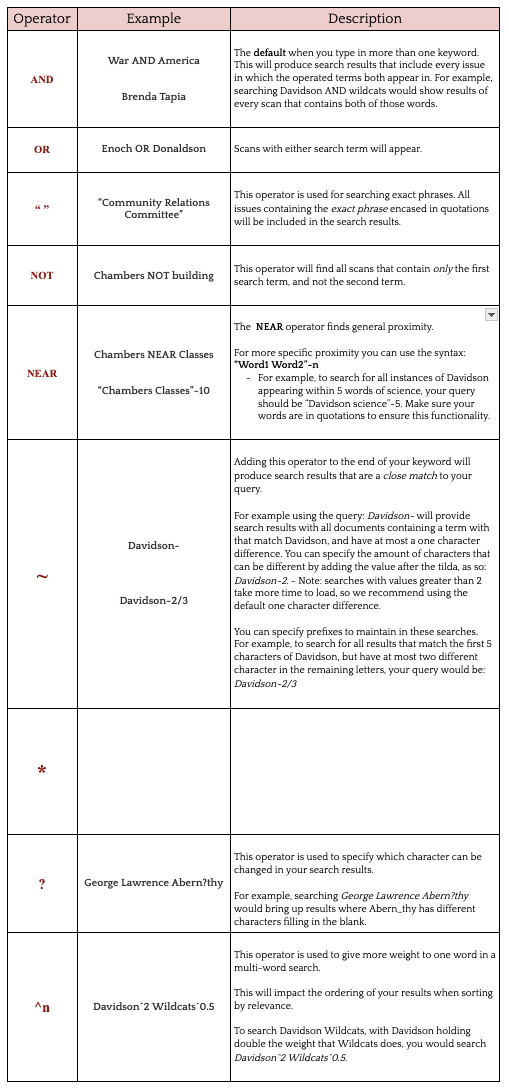 Operator Example Description
AND
War AND America
Brenda Tapia
The default when you type in more than one keyword.
This will produce search results that include every issue
in which the operated terms both appear in. For example,
searching Davidson AND wildcats would show results of
every scan that contains both of those words.
OR
Enoch OR Donaldson
Scans with either search term will appear.
“ ”
“Community Relations
Committee”
This operator is used for searching exact phrases. All
issues containing the exact phrase encased in quotations
will be included in the search results.
NOT
Chambers NOT building
This operator will find all scans that contain only the first
search term, and not the second term.
NEAR
Chambers NEAR Classes
“Chambers Classes”~10
The NEAR operator finds general proximity.
For more specific proximity you can use the syntax:
“Word1 Word2”~n
- For example, to search for all instances of Davidson
appearing within 5 words of science, your query
should be “Davidson science”~5. Make sure your
words are in quotations to ensure this functionality.
~
Davidson~
Davidson~2/3
Adding this operator to the end of your keyword will
produce search results that are a close match to your
query.
For example using the query: Davidson~ will provide
search results with all documents containing a term with
that match Davidson, and have at most a one character
difference. You can specify the amount of characters that
can be different by adding the value after the tilda, as so:
Davidson~2. - Note: searches with values greater than 2
take more time to load, so we recommend using the
default one character difference.
You can specify prefixes to maintain in these searches.
For example, to search for all results that match the first 5
characters of Davidson, but have at most two different
character in the remaining letters, your query would be:
Davidson~2/3
*
?
George Lawrence Abern?thy
This operator is used to specify which character can be
changed in your search results.
For example, searching George Lawrence Abern?thy
would bring up results where Abern_thy has different
characters filling in the blank.
^n
Davidson^2 Wildcats^0.5
This operator is used to give more weight to one word in a
multi-word search.
This will impact the ordering of your results when sorting
by relevance.
To search Davidson Wildcats, with Davidson holding
double the weight that Wildcats does, you would search
Davidson^2 Wildcats^0.5.